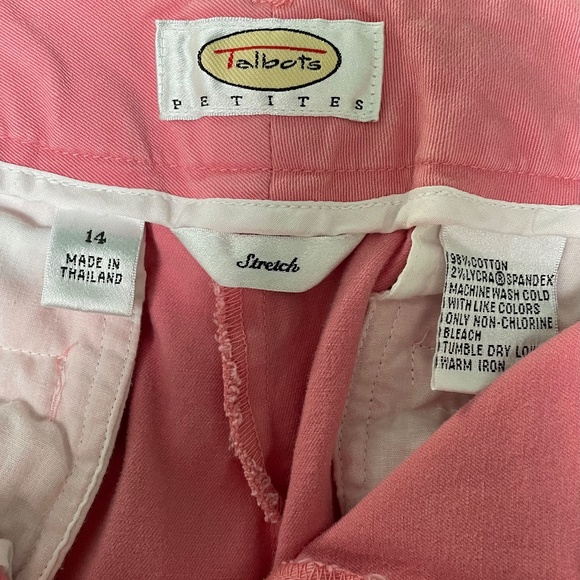 Talbots
PETITES
14
MADE IN
THAILAND
Stretch
98%COTTON
2%LYCRA®SPANDEX
MACHINE WASH COLD
WITH LIKE COLORS
ONLY NON-CHLORINE
BLEACH
TUMBLE DRY LOW
WARM IRON